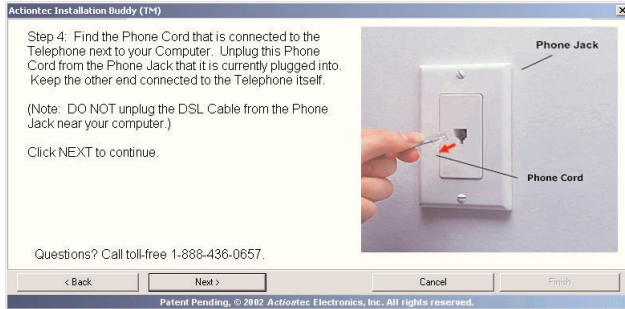 Actiontec Installation Buddy (TM)
Step 4: Find the Phone Cord that is connected to the
Telephone next to your Computer. Unplug this Phone
Cord from the Phone Jack that it is currently plugged into.
Keep the other end connected to the Telephone itself.
(Note: DO NOT unplug the DSL Cable from the Phone
Jack near your computer.)
Click NEXT to continue.
Phone Jack
Phone Cord
Questions? Call toll-free 1-888-436-0657.
< Back
Next >
Cancel
Finish
Patent Pending, © 2002 Actiontec Electronics, Inc. All rights reserved.